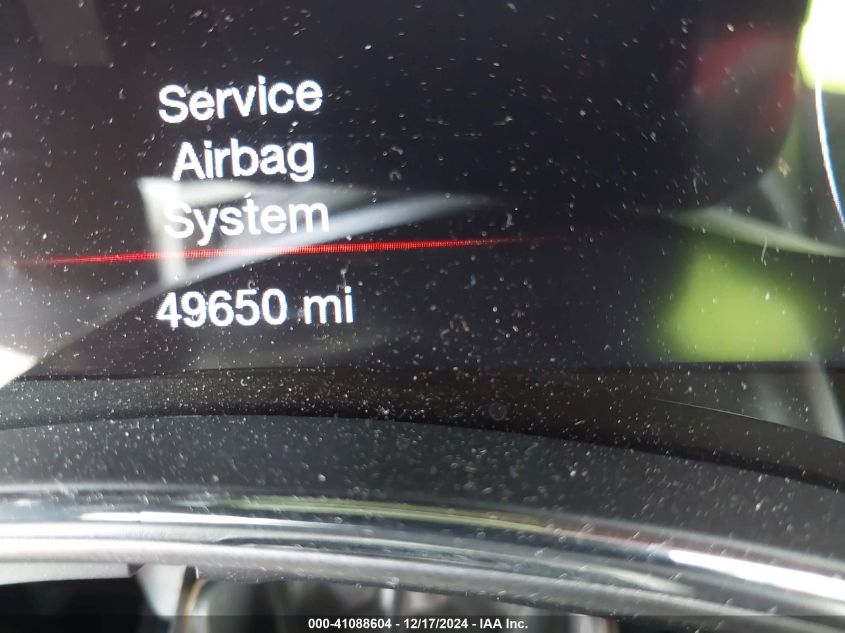 Service
Airbag
System
49650 mi
000-41088604 - 12/17/2024 - IAA Inc.